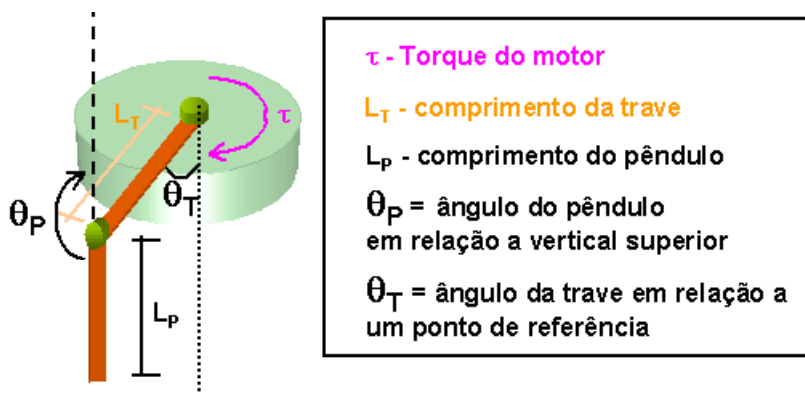 L_T
τ
θ_T
θ_P
L_P
τ - Torque do motor
L_T - comprimento da trave
L_P - comprimento do pêndulo
θ_P = ângulo do pêndulo
em relação a vertical superior
θ_T = ângulo da trave em relação a
um ponto de referência